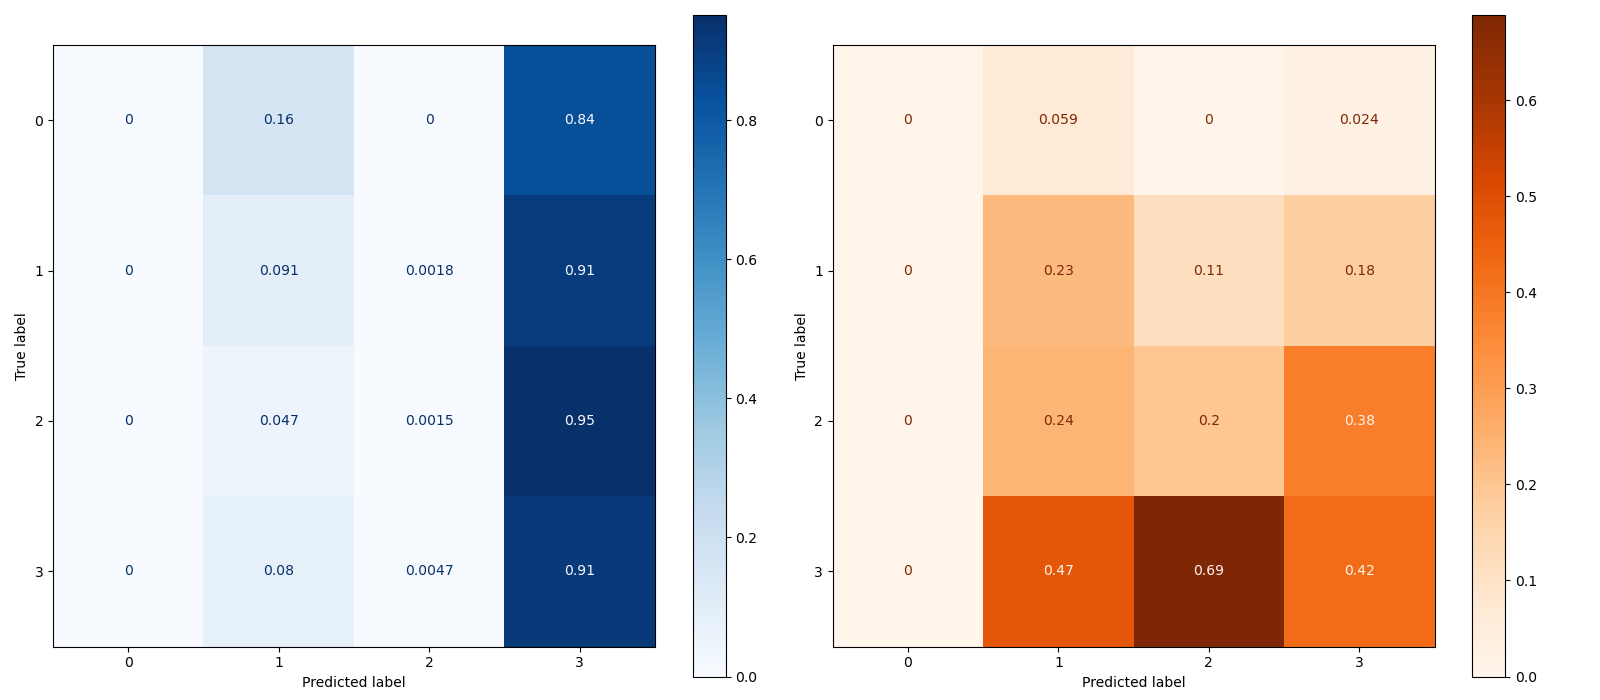 0 0 0.16 0 0.84
1 0 0.091 0.0018 0.91
2 0 0.047 0.0015 0.95
3 0 0.08 0.0047 0.91
0 1 2 3
Predicted label
True label
0.8
0.6
0.4
0.2
0.0
0 0 0.059 0 0.024
1 0 0.23 0.11 0.18
2 0 0.24 0.2 0.38
3 0 0.47 0.69 0.42
0 1 2 3
Predicted label
True label
0.6
0.5
0.4
0.3
0.2
0.1
0.0